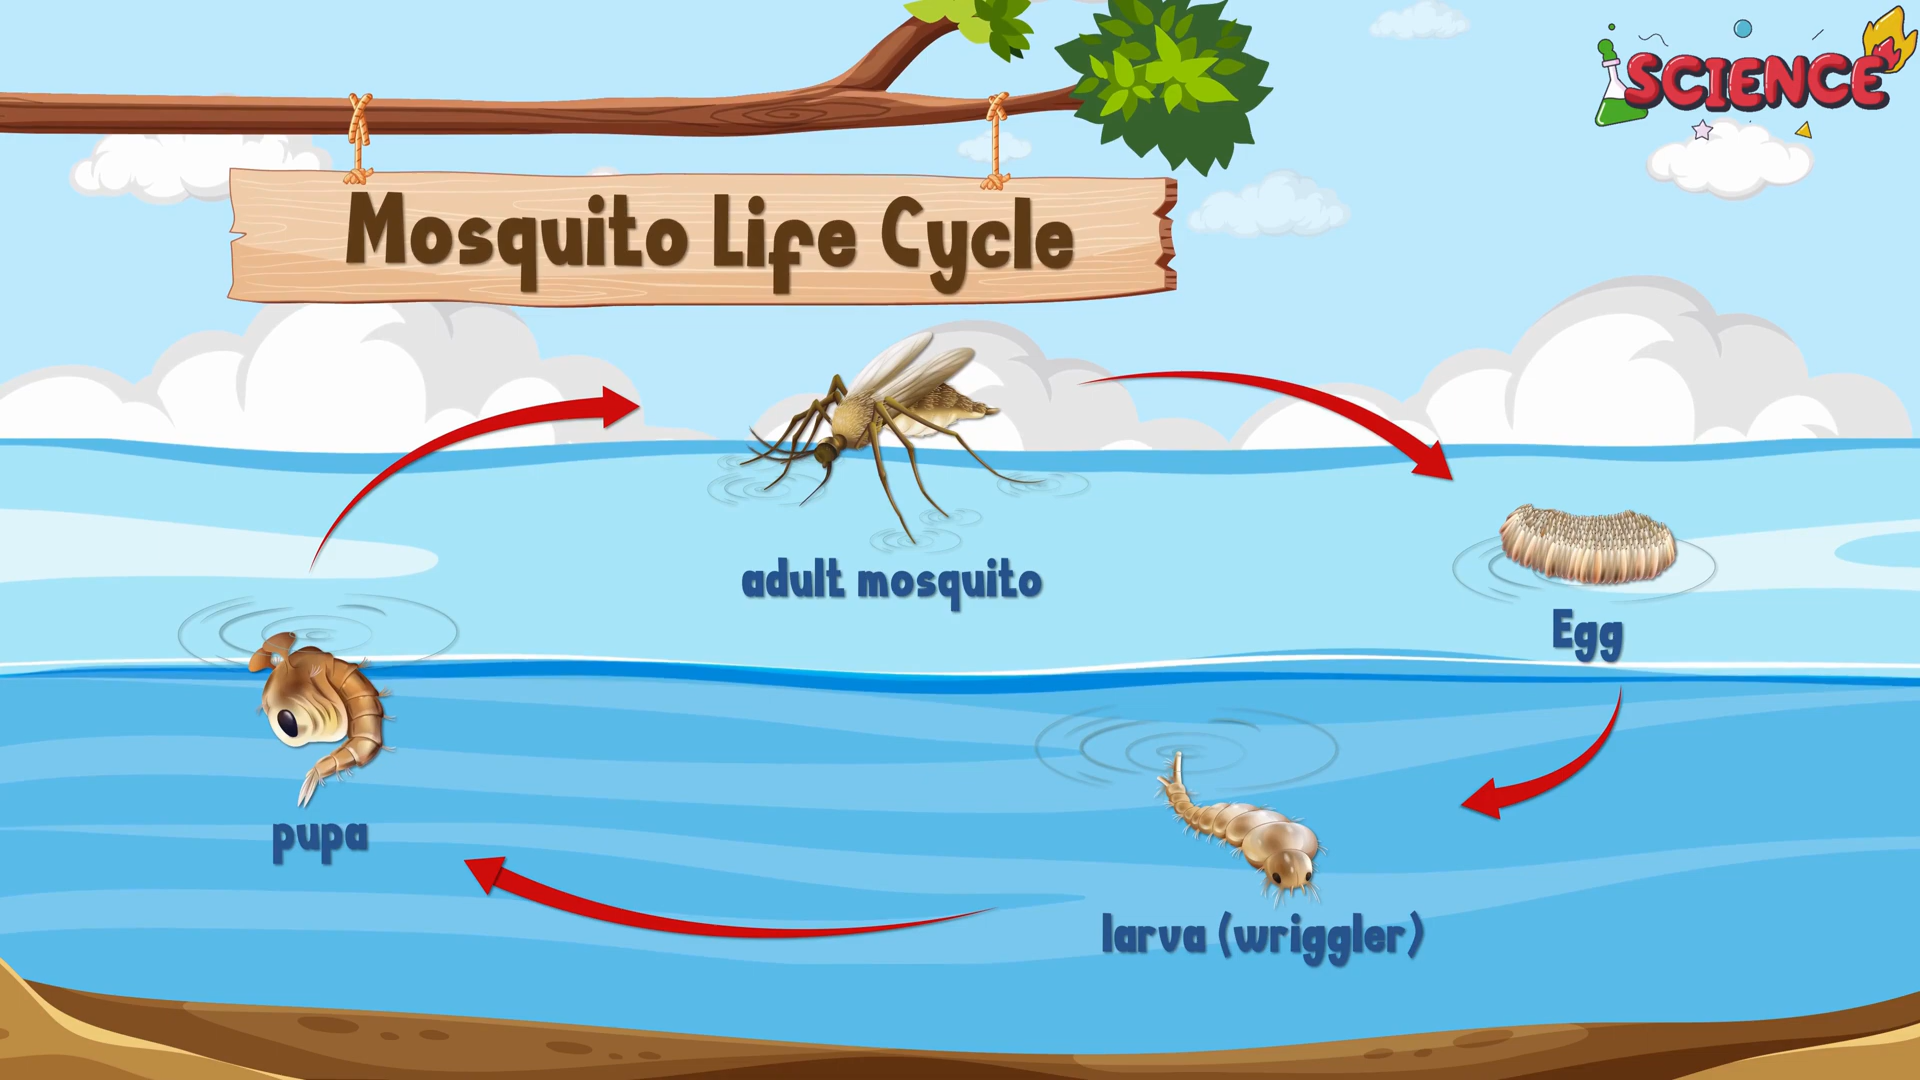 SCIENCE
Mosquito Life Cycle
adult mosquito
Egg
pupa
larva (wriggler)